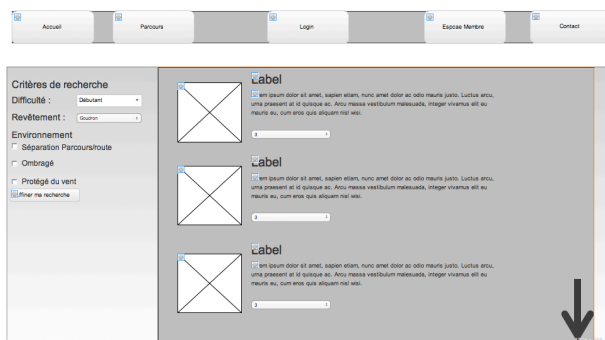 Accueil
Parcours
Login
Espcae Membre
Contact
Critères de recherche
Difficulté :
Débutant
Revêtement :
Goudron
Environnement
Séparation Parcours/route
Ombragé
Protégé du vent
ffiner ma recherche
Label
em ipsum dolor sit amet, sapien etiam, nunc amet dolor ac odio mauris justo. Luctus arcu,
urna praesent at id quisque ac. Arcu massa vestibulum malesuada, integer vivamus elit eu
mauris eu, cum eros quis aliquam nisl wisi.
3
Label
em ipsum dolor sit amet, sapien etiam, nunc amet dolor ac odio mauris justo. Luctus arcu,
urna praesent at id quisque ac. Arcu massa vestibulum malesuada, integer vivamus elit eu
mauris eu, cum eros quis aliquam nisl wisi.
3
Label
em ipsum dolor sit amet, sapien etiam, nunc amet dolor ac odio mauris justo. Luctus arcu,
urna praesent at id quisque ac. Arcu massa vestibulum malesuada, integer vivamus elit eu
mauris eu, cum eros quis aliquam nisl wisi.
3